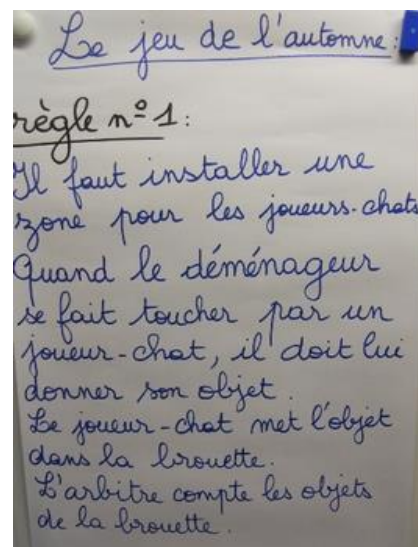 Le jeu de l'automne:
règle n° 1:
Il faut installer une
zone pour les joueurs-chats
Quand le déménageur
se fait toucher par un
joueur-chat, il doit lui
donner son objet.
Le joueur-chat met l'objet
dans la brouette.
L'arbitre compte les objets
de la brouette.